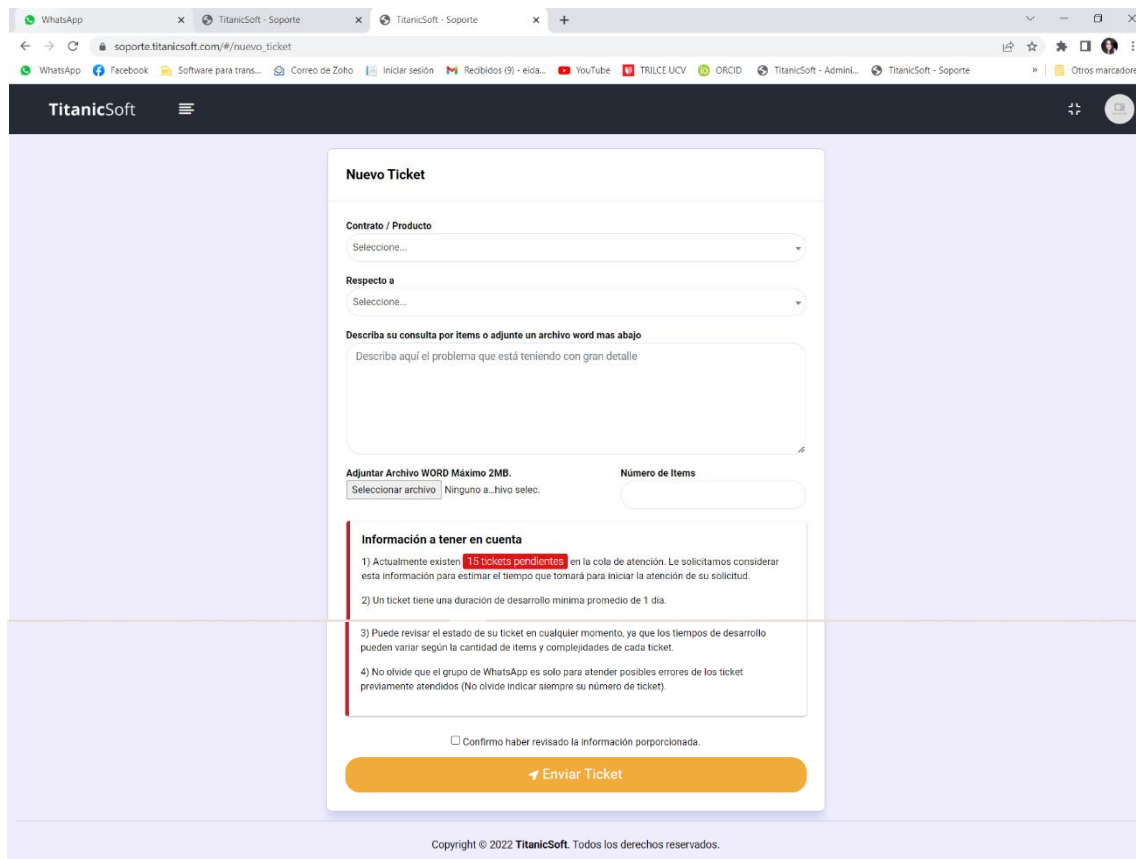 WhatsApp TitanicSoft - Soporte TitanicSoft - Soporte
soporte.titanicsoft.com/#/nuevo_ticket
WhatsApp Facebook Software para trans... Correo de Zoho Iniciar sesión Recibidos (9) - eida... YouTube TRILCE UCV ORCID TitanicSoft - Admini... TitanicSoft - Soporte » Otros marcadore
TitanicSoft
Nuevo Ticket
Contrato / Producto
Seleccione...
Respecto a
Seleccione...
Describa su consulta por items o adjunte un archivo word mas abajo
Describa aquí el problema que está teniendo con gran detalle
Adjuntar Archivo WORD Máximo 2MB. Número de Items
Seleccionar archivo Ninguno a...hivo selec.
Información a tener en cuenta
1) Actualmente existen 15 tickets pendientes en la cola de atención. Le solicitamos considerar
esta información para estimar el tiempo que tomará para iniciar la atención de su solicitud.
2) Un ticket tiene una duración de desarrollo minima promedio de 1 día.
3) Puede revisar el estado de su ticket en cualquier momento, ya que los tiempos de desarrollo
pueden variar según la cantidad de items y complejidades de cada ticket.
4) No olvide que el grupo de WhatsApp es solo para atender posibles errores de los ticket
previamente atendidos (No olvide indicar siempre su número de ticket).
Confirmo haber revisado la información porporcionada.
Enviar Ticket
Copyright © 2022 TitanicSoft. Todos los derechos reservados.